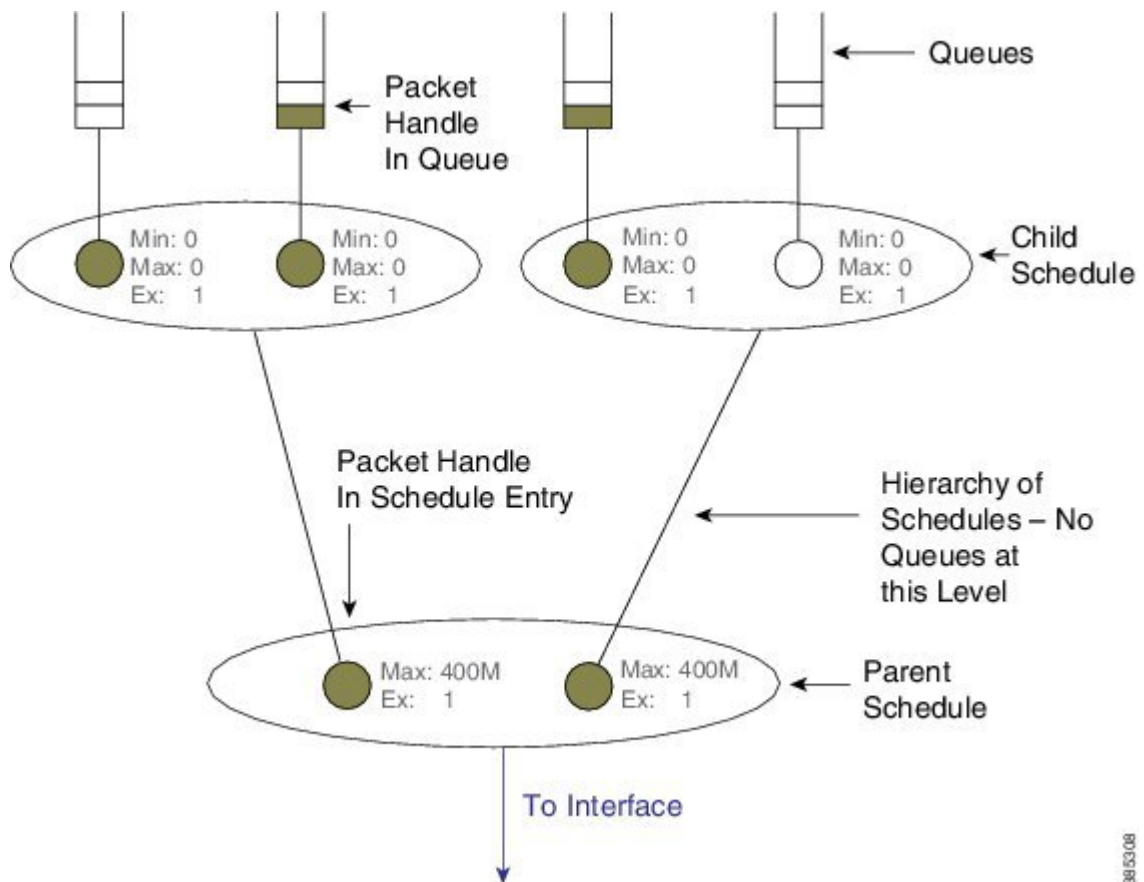 Queues
Packet
Handle
In Queue
Min: 0
Max: 0
Ex: 1
Min: 0
Max: 0
Ex: 1
Min: 0
Max: 0
Ex: 1
Min: 0
Max: 0
Ex: 1
Child
Schedule
Packet Handle
In Schedule Entry
Hierarchy of
Schedules – No
Queues at
this Level
Max: 400M
Ex: 1
Max: 400M
Ex: 1
Parent
Schedule
To Interface
385308